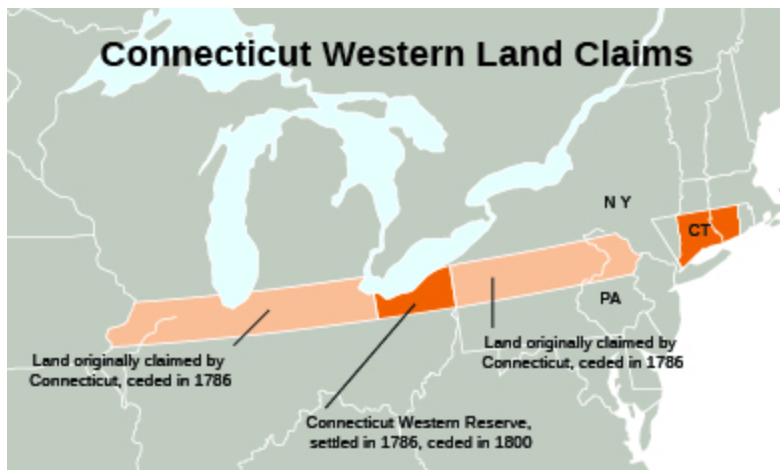 Connecticut Western Land Claims
N Y
CT
PA
Land originally claimed by
Connecticut, ceded in 1786
Land originally claimed by
Connecticut, ceded in 1786
Connecticut Western Reserve,
settled in 1786, ceded in 1800